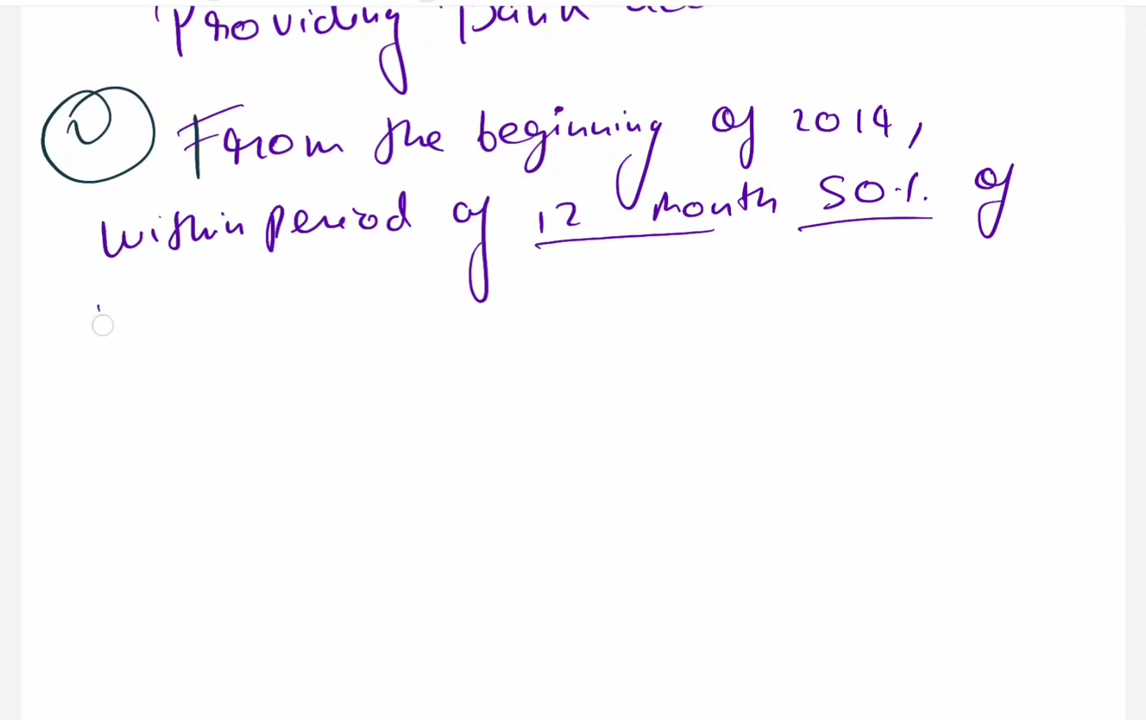 Providing
From the beginning of 2014,
within period of 12 month 50% of